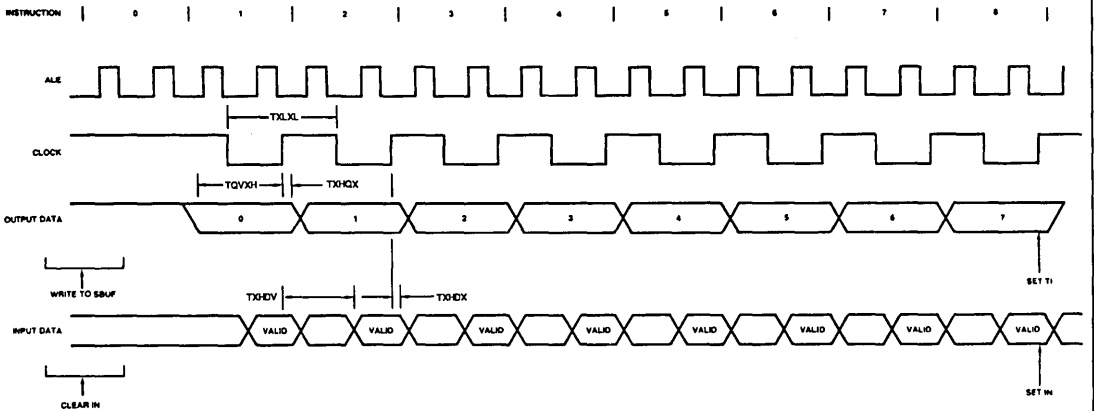 INSTRUCTION | 0 | 1 | 2 | 3 | 4 | 5 | 6 | 7 | 8 |
ALE
TXLXL
CLOCK
TQVXH TXHQX
OUTPUT DATA 0 1 2 3 4 5 6 7
WRITE TO SBUF
SET TI
TXHDV TXHDX
INPUT DATA VALID VALID VALID VALID VALID VALID VALID VALID
CLEAR IN
SET IN